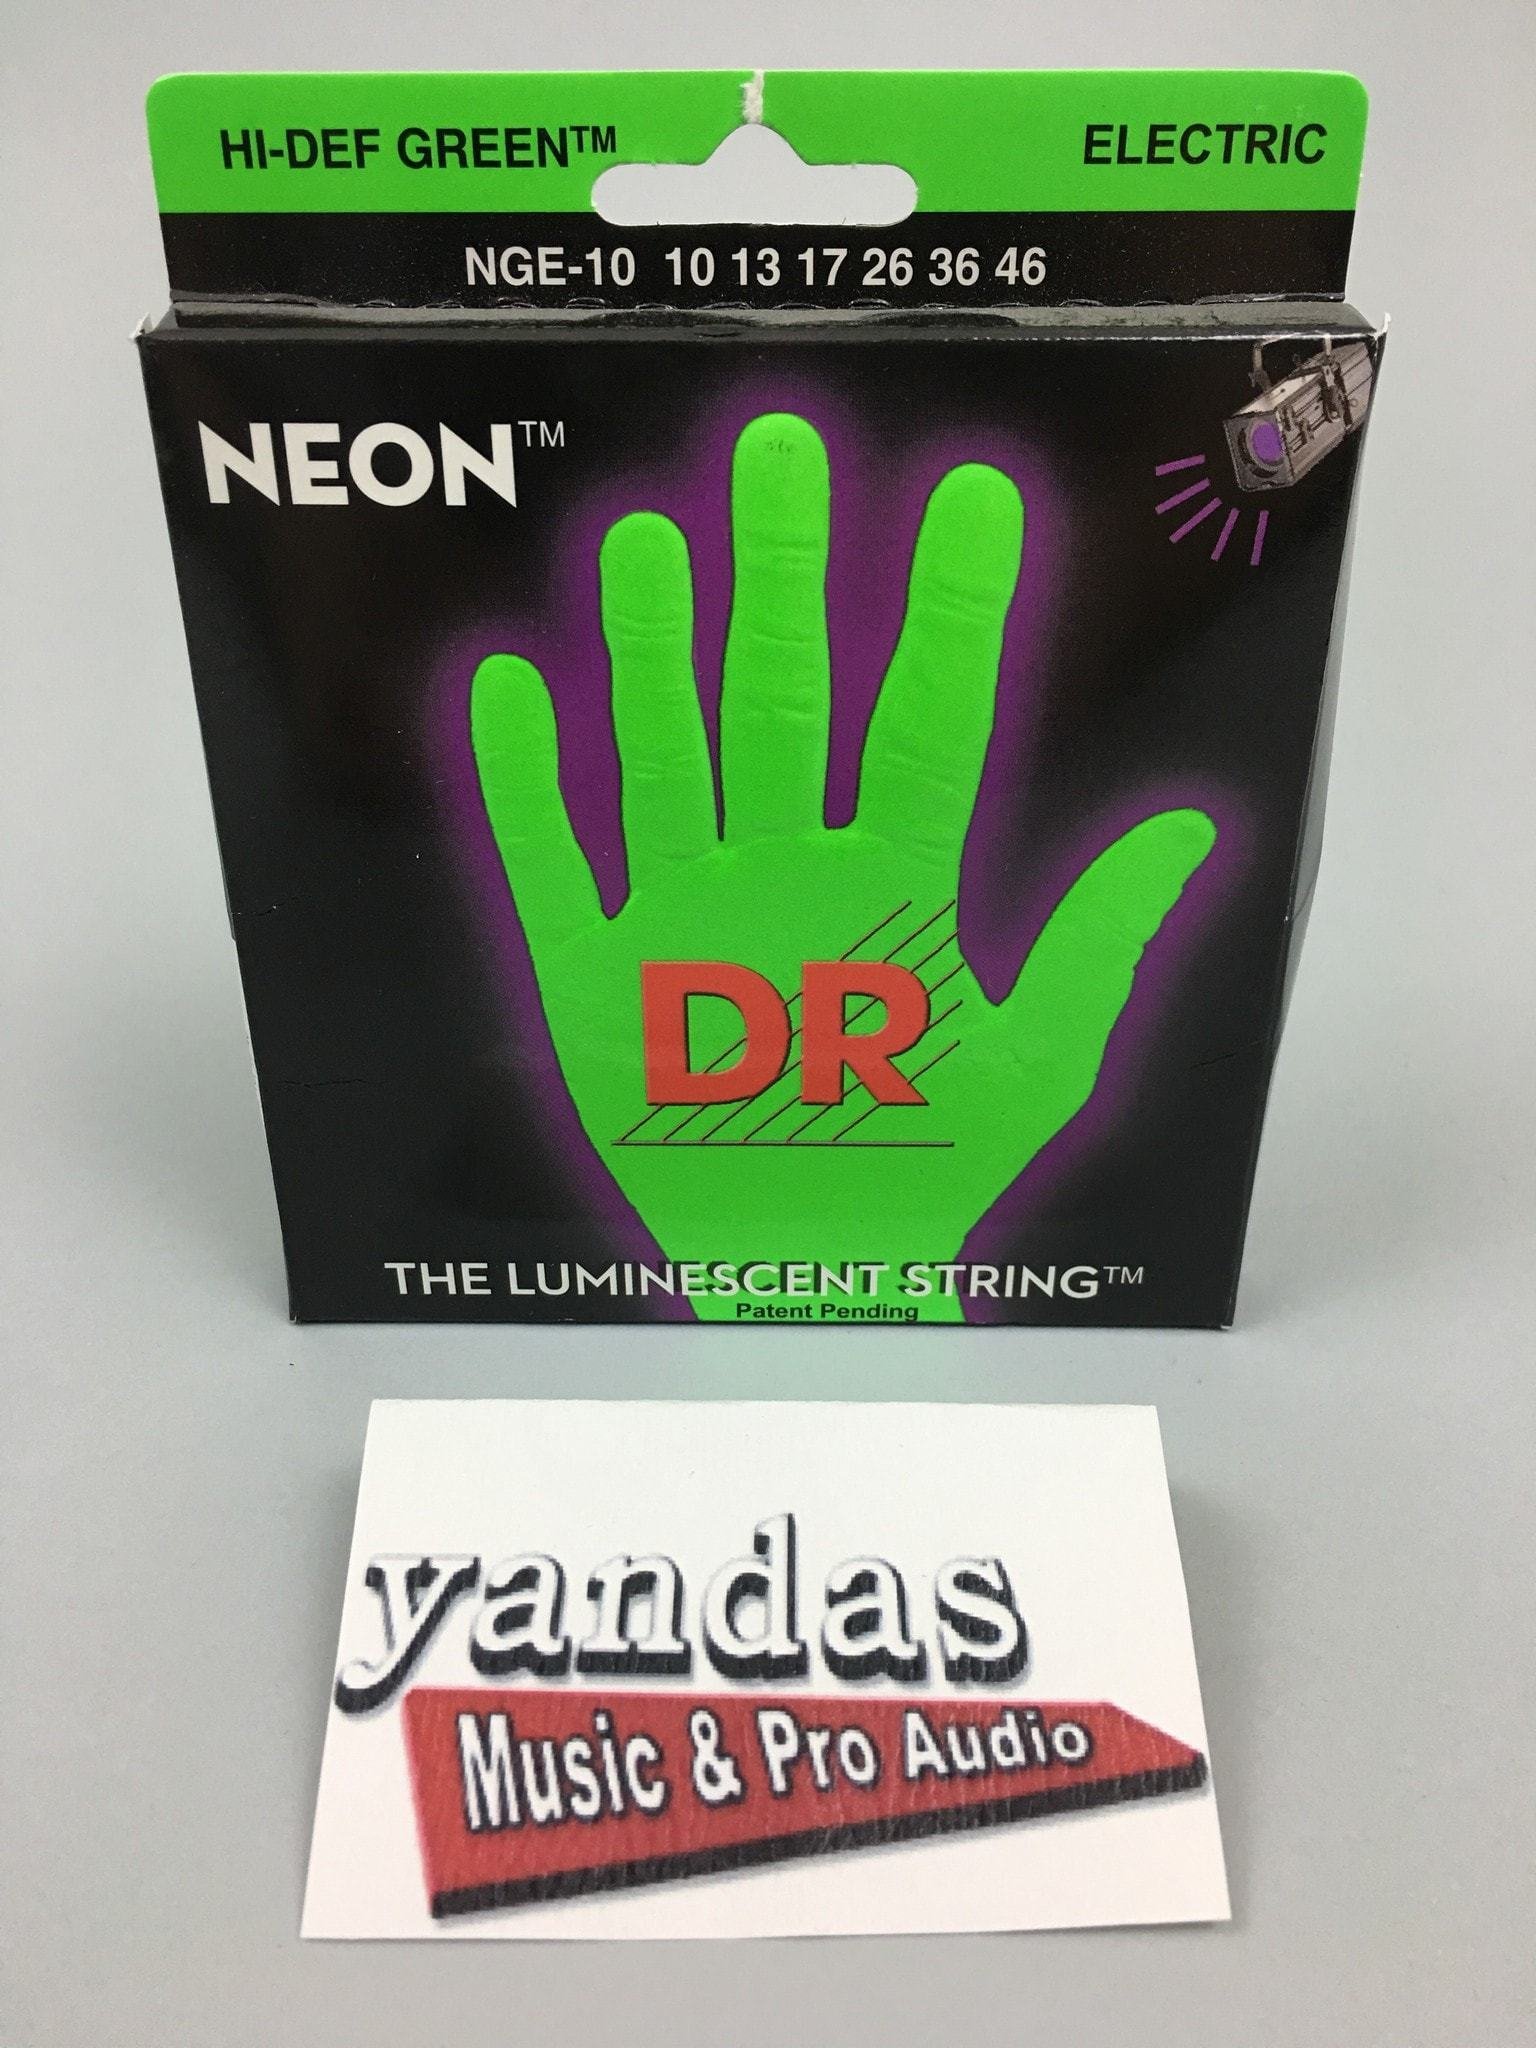 HI-DEF GREEN™ ELECTRIC
NGE-10 10 13 17 26 36 46
NEON™
DR
THE LUMINESCENT STRING™
Patent Pending
yandas
Music & Pro Audio